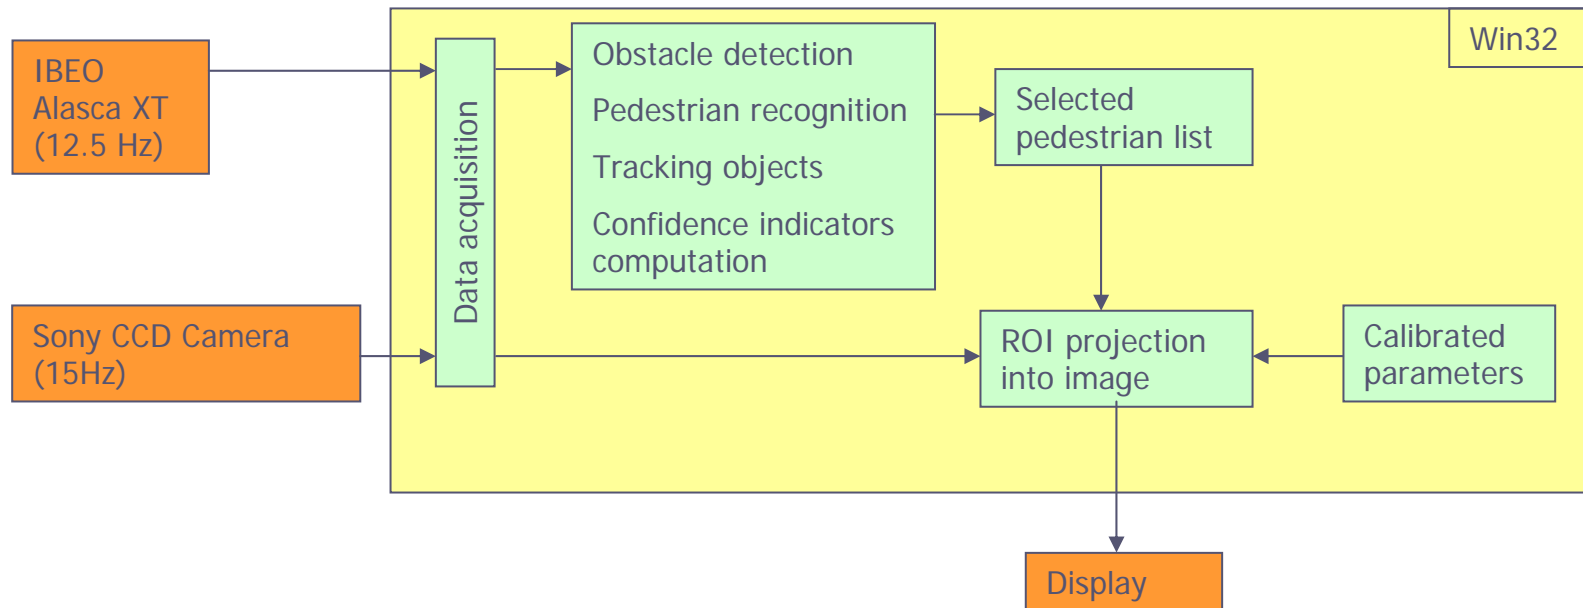 Win32
IBEO
Alasca XT
(12.5 Hz)
Data acquisition
Obstacle detection
Pedestrian recognition
Tracking objects
Confidence indicators
computation
Selected
pedestrian list
Sony CCD Camera
(15Hz)
ROI projection
into image
Calibrated
parameters
Display